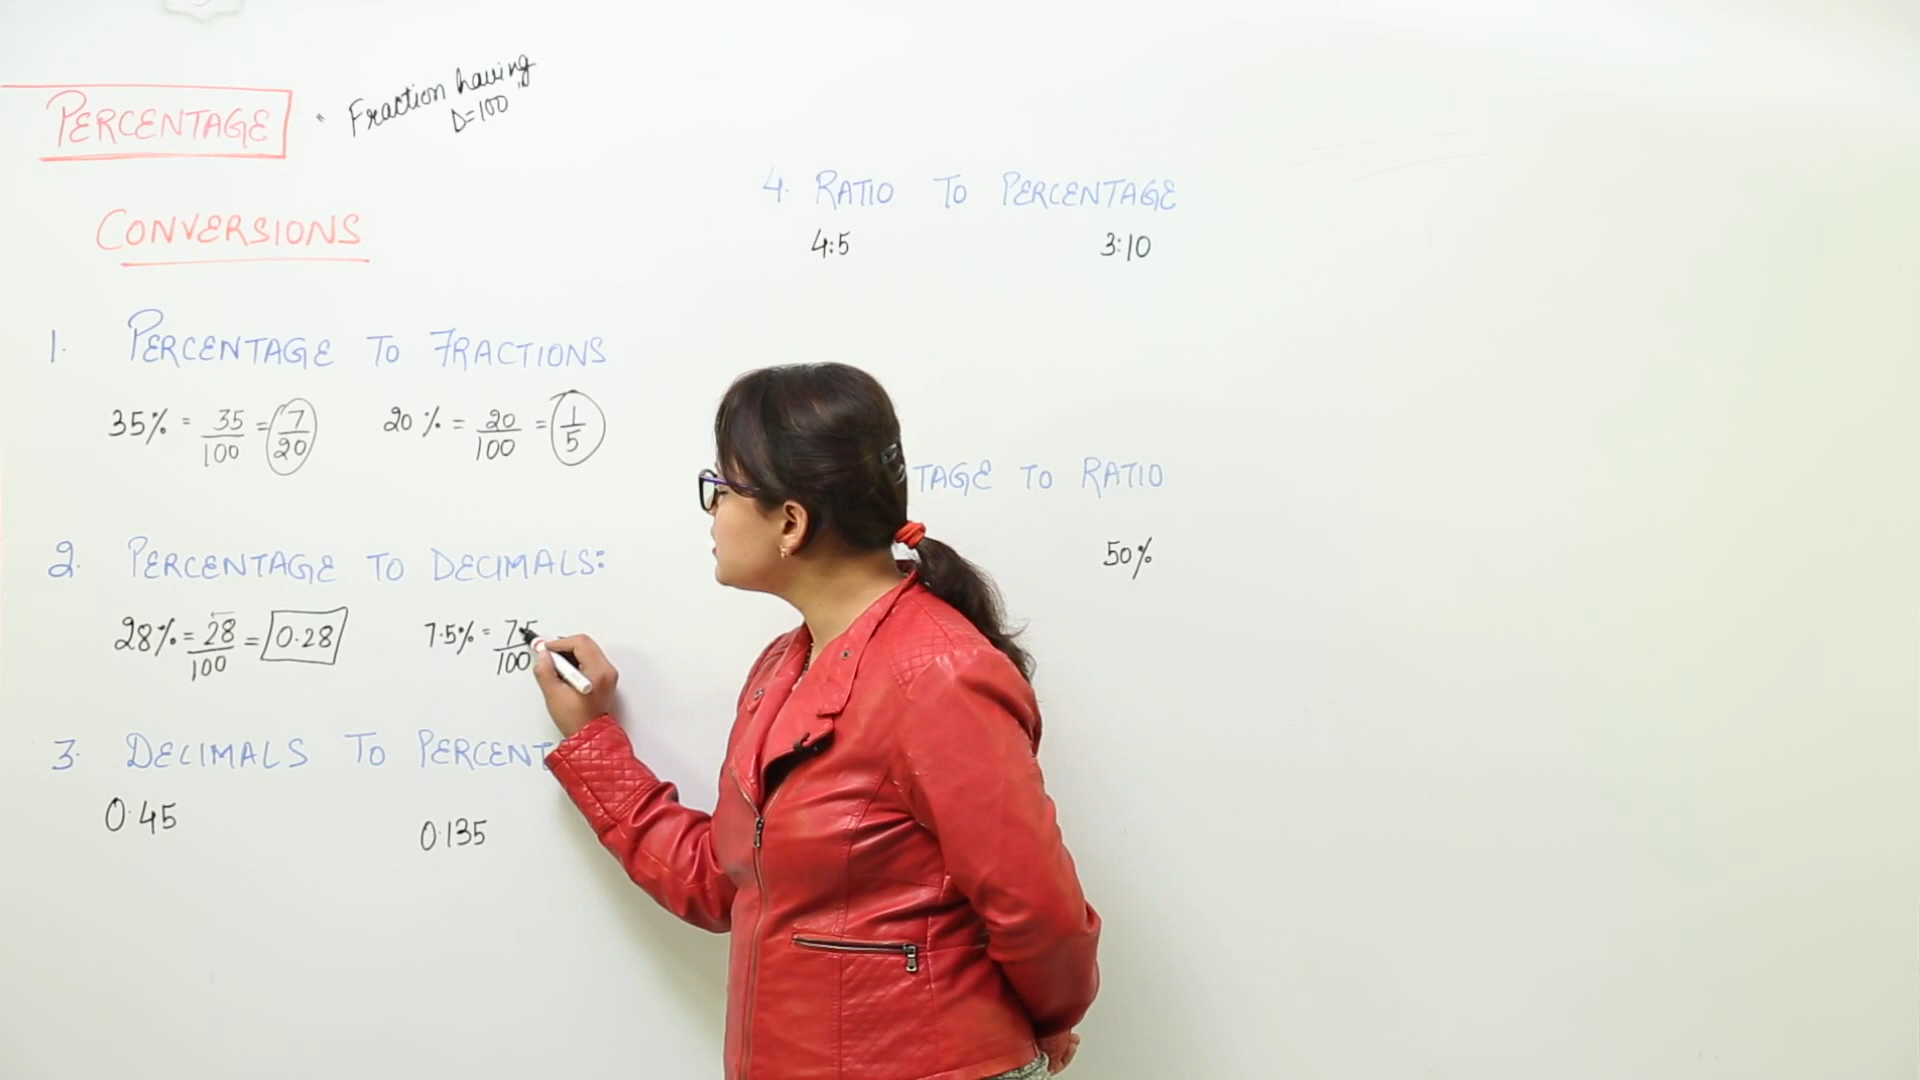 PERCENTAGE
Fraction having
D=100
CONVERSIONS
1. PERCENTAGE TO FRACTIONS
35% = 35/100 = 7/20 20% = 20/100 = 1/5
2. PERCENTAGE TO DECIMALS:
28% = 28/100 = 0.28 7.5% = 7.5/100
3. DECIMALS TO PERCENT
0.45 0.135
4. RATIO TO PERCENTAGE
4:5 3:10
TAGE TO RATIO
50%